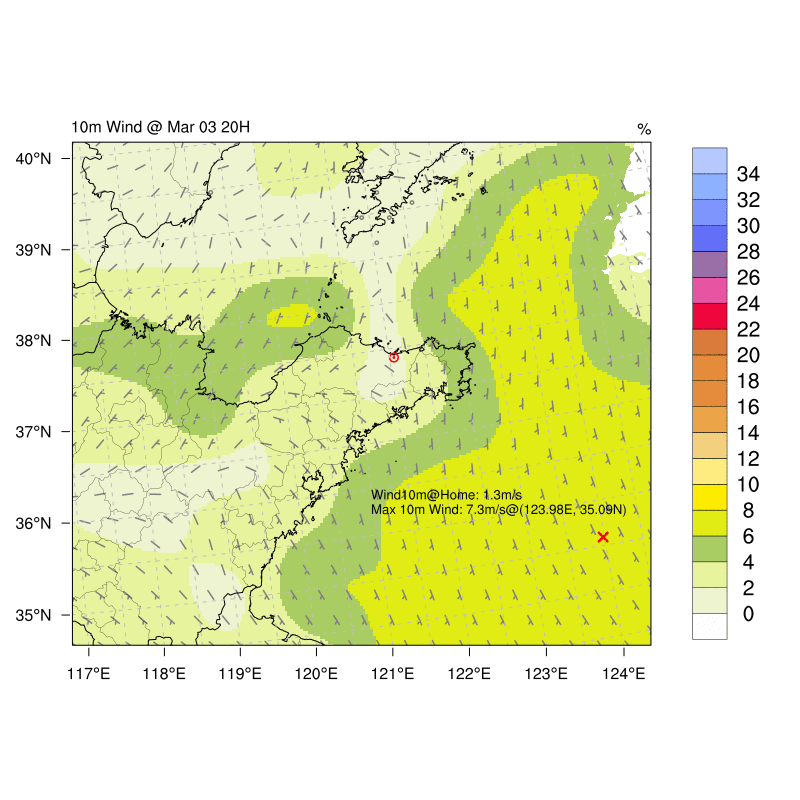 10m Wind @ Mar 03 20H
%
40°N
39°N
38°N
37°N
36°N
35°N
117°E
118°E
119°E
120°E
121°E
122°E
123°E
124°E
Wind10m@Home: 1.3m/s
Max 10m Wind: 7.3m/s@(123.98E, 35.09N)
34
32
30
28
26
24
22
20
18
16
14
12
10
8
6
4
2
0